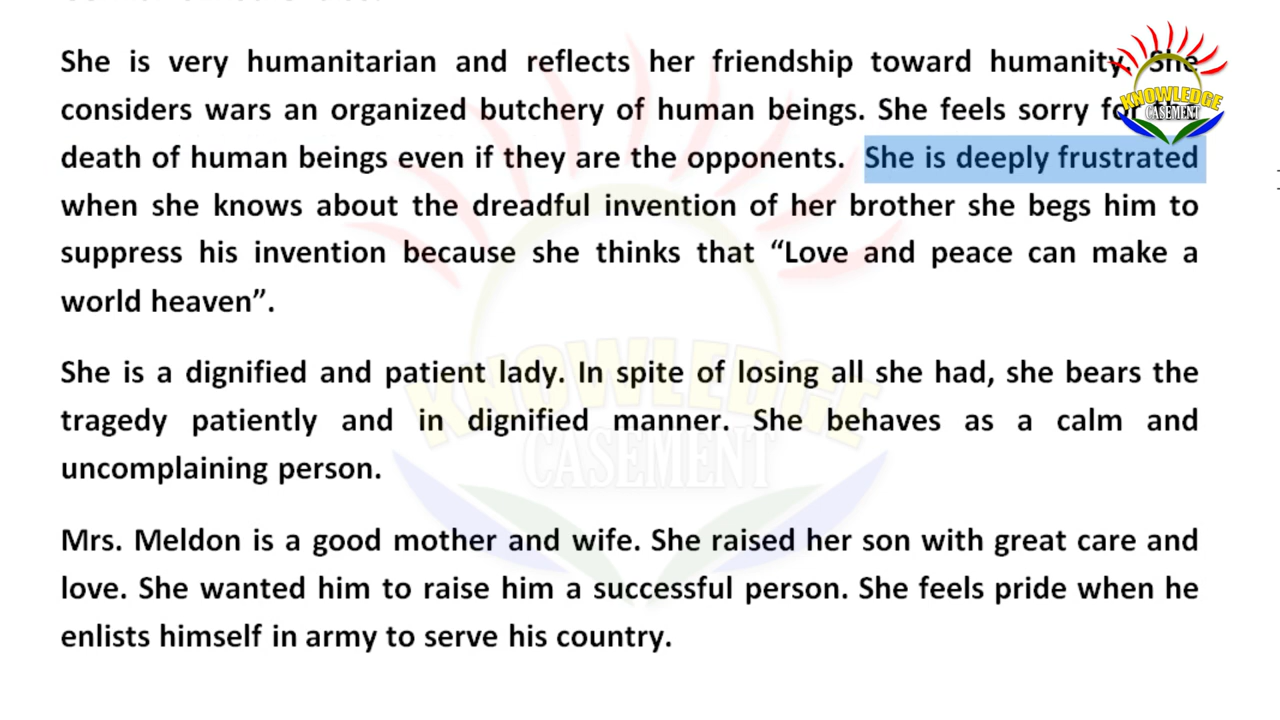 She is very humanitarian and reflects her friendship toward humanity. She
considers wars an organized butchery of human beings. She feels sorry for
death of human beings even if they are the opponents. She is deeply frustrated
when she knows about the dreadful invention of her brother she begs him to
suppress his invention because she thinks that “Love and peace can make a
world heaven”.
She is a dignified and patient lady. In spite of losing all she had, she bears the
tragedy patiently and in dignified manner. She behaves as a calm and
uncomplaining person.
Mrs. Meldon is a good mother and wife. She raised her son with great care and
love. She wanted him to raise him a successful person. She feels pride when he
enlists himself in army to serve his country.
KNOWLEDGE
CASEMENT
KNOWLEDGE
CASEMENT